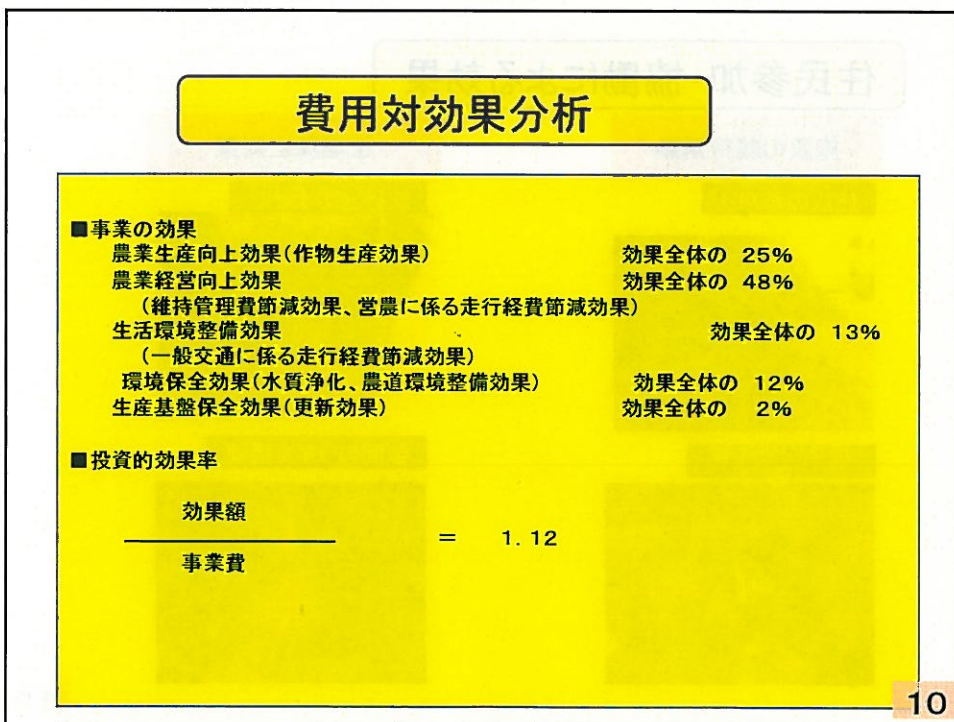 費用対効果分析
■事業の効果
農業生産向上効果(作物生産効果) 効果全体の 25%
農業経営向上効果 効果全体の 48%
(維持管理費節減効果、営農に係る走行経費節減効果)
生活環境整備効果 効果全体の 13%
(一般交通に係る走行経費節減効果)
環境保全効果(水質浄化、農道環境整備効果) 効果全体の 12%
生産基盤保全効果(更新効果) 効果全体の 2%
■投資的効果率
効果額
= 1.12
事業費
10